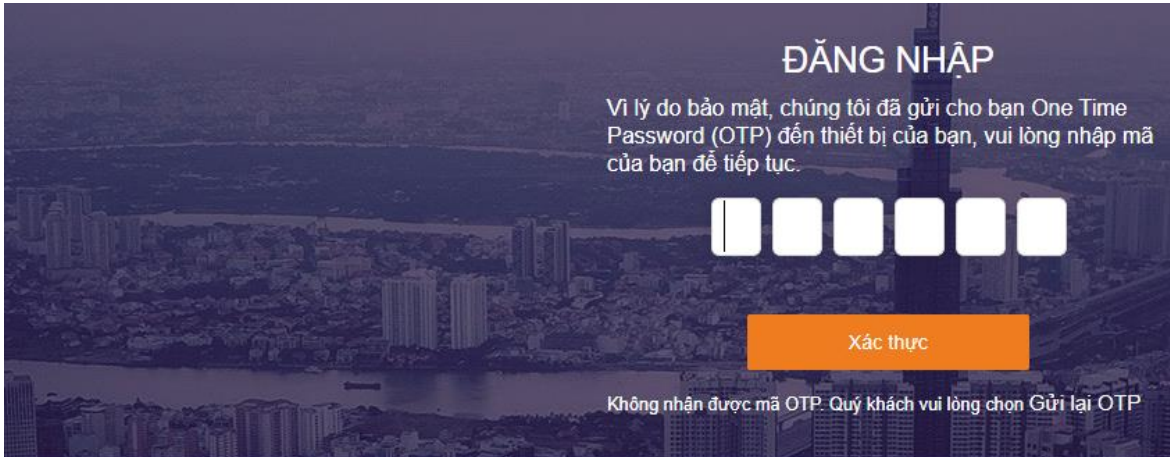 ĐĂNG NHẬP
Vì lý do bảo mật, chúng tôi đã gửi cho bạn One Time
Password (OTP) đến thiết bị của bạn, vui lòng nhập mã
của bạn để tiếp tục.
Xác thực
Không nhận được mã OTP. Quý khách vui lòng chọn Gửi lại OTP